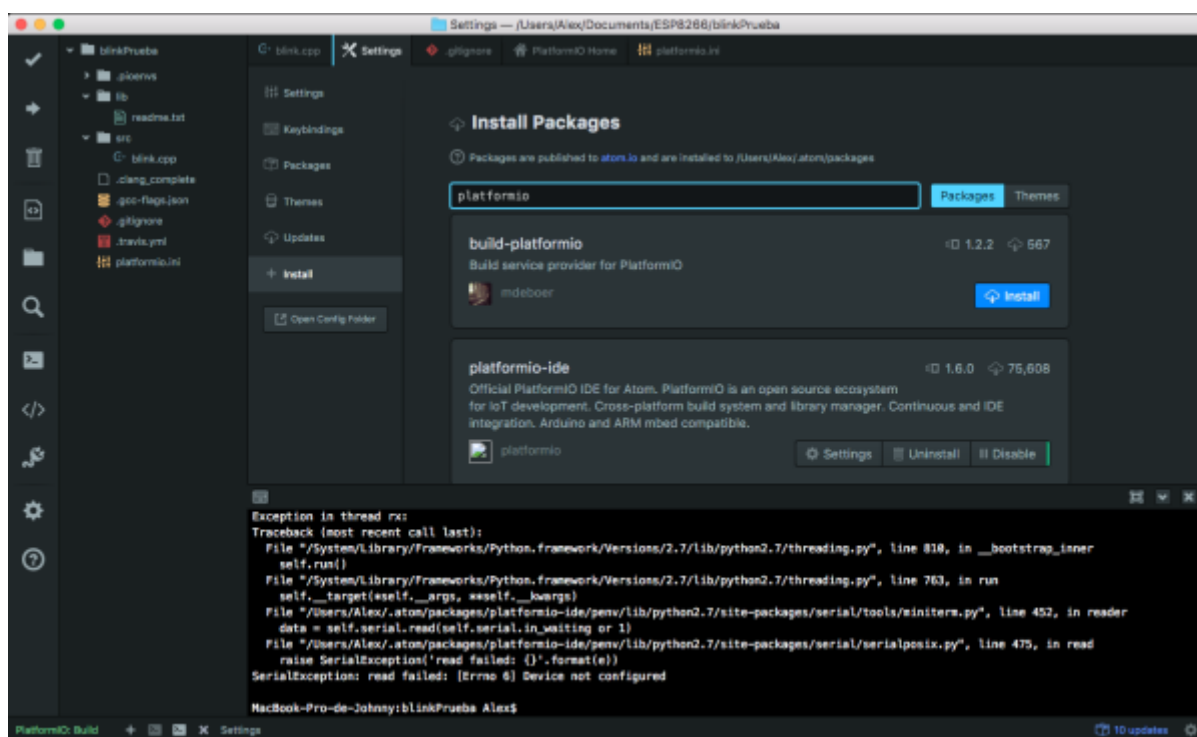 Settings — /Users/Alex/Documents/ESP8266/blinkPrueba
blinkPrueba
.pioenvs
lib
readme.txt
src
blink.cpp
.clang_complete
.gcc-flags.json
.gitignore
.travis.yml
platformio.ini
blink.cpp
Settings
.gitignore
PlatformIO Home
platformio.ini
Settings
Keybindings
Packages
Themes
Updates
Install
Open Config Folder
Install Packages
Packages are published to atom.io and are installed to /Users/Alex/.atom/packages
platformio
Packages Themes
build-platformio 1.2.2 567
Build service provider for PlatformIO
mdeboer
Install
platformio-ide 1.6.0 75,608
Official PlatformIO IDE for Atom. PlatformIO is an open source ecosystem
for IoT development. Cross-platform build system and library manager. Continuous and IDE
integration. Arduino and ARM mbed compatible.
platformio
Settings Uninstall Disable
Exception in thread rx:
Traceback (most recent call last):
File "/System/Library/Frameworks/Python.framework/Versions/2.7/lib/python2.7/threading.py", line 810, in __bootstrap_inner
self.run()
File "/System/Library/Frameworks/Python.framework/Versions/2.7/lib/python2.7/threading.py", line 763, in run
self.__target(*self.__args, **self.__kwargs)
File "/Users/Alex/.atom/packages/platformio-ide/penv/lib/python2.7/site-packages/serial/tools/miniterm.py", line 452, in reader
data = self.serial.read(self.serial.in_waiting or 1)
File "/Users/Alex/.atom/packages/platformio-ide/penv/lib/python2.7/site-packages/serial/serialposix.py", line 475, in read
raise SerialException('read failed: {}'.format(e))
SerialException: read failed: [Errno 6] Device not configured
MacBook-Pro-de-Johnny:blinkPrueba Alex$
PlatformIO: Build
Settings
10 updates